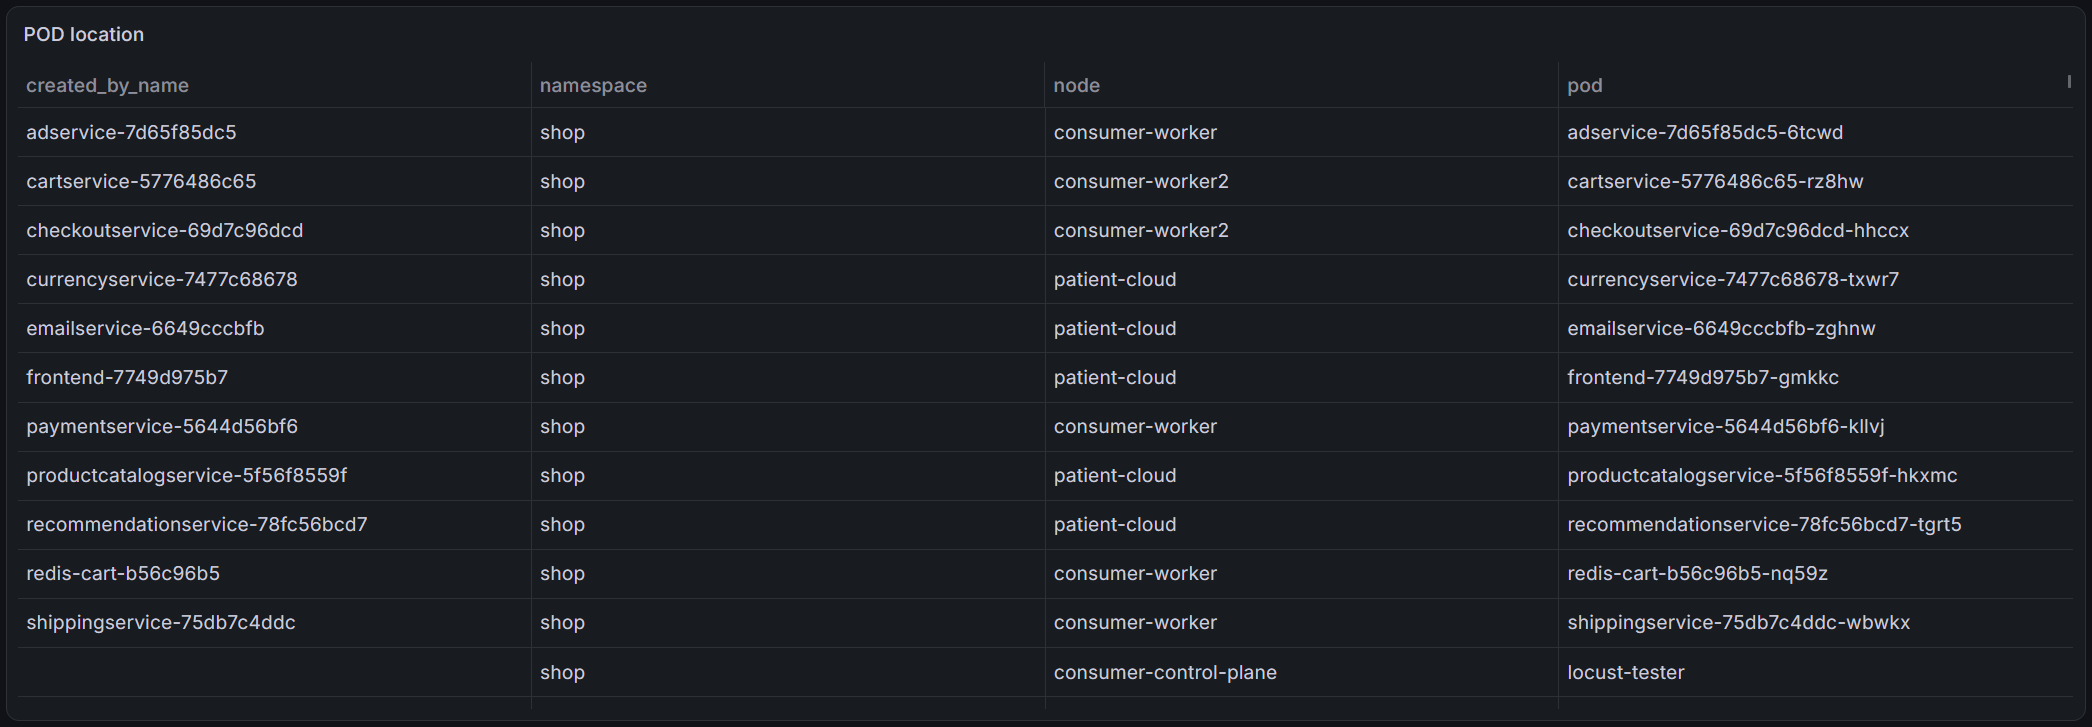 POD location
created_by_name namespace node pod
adservice-7d65f85dc5 shop consumer-worker adservice-7d65f85dc5-6tcwd
cartservice-5776486c65 shop consumer-worker2 cartservice-5776486c65-rz8hw
checkoutservice-69d7c96dcd shop consumer-worker2 checkoutservice-69d7c96dcd-hhccx
currencyservice-7477c68678 shop patient-cloud currencyservice-7477c68678-txwr7
emailservice-6649cccbfb shop patient-cloud emailservice-6649cccbfb-zghnw
frontend-7749d975b7 shop patient-cloud frontend-7749d975b7-gmkkc
paymentservice-5644d56bf6 shop consumer-worker paymentservice-5644d56bf6-kllvj
productcatalogservice-5f56f8559f shop patient-cloud productcatalogservice-5f56f8559f-hkxmc
recommendationservice-78fc56bcd7 shop patient-cloud recommendationservice-78fc56bcd7-tgrt5
redis-cart-b56c96b5 shop consumer-worker redis-cart-b56c96b5-nq59z
shippingservice-75db7c4ddc shop consumer-worker shippingservice-75db7c4ddc-wbwkx
shop consumer-control-plane locust-tester